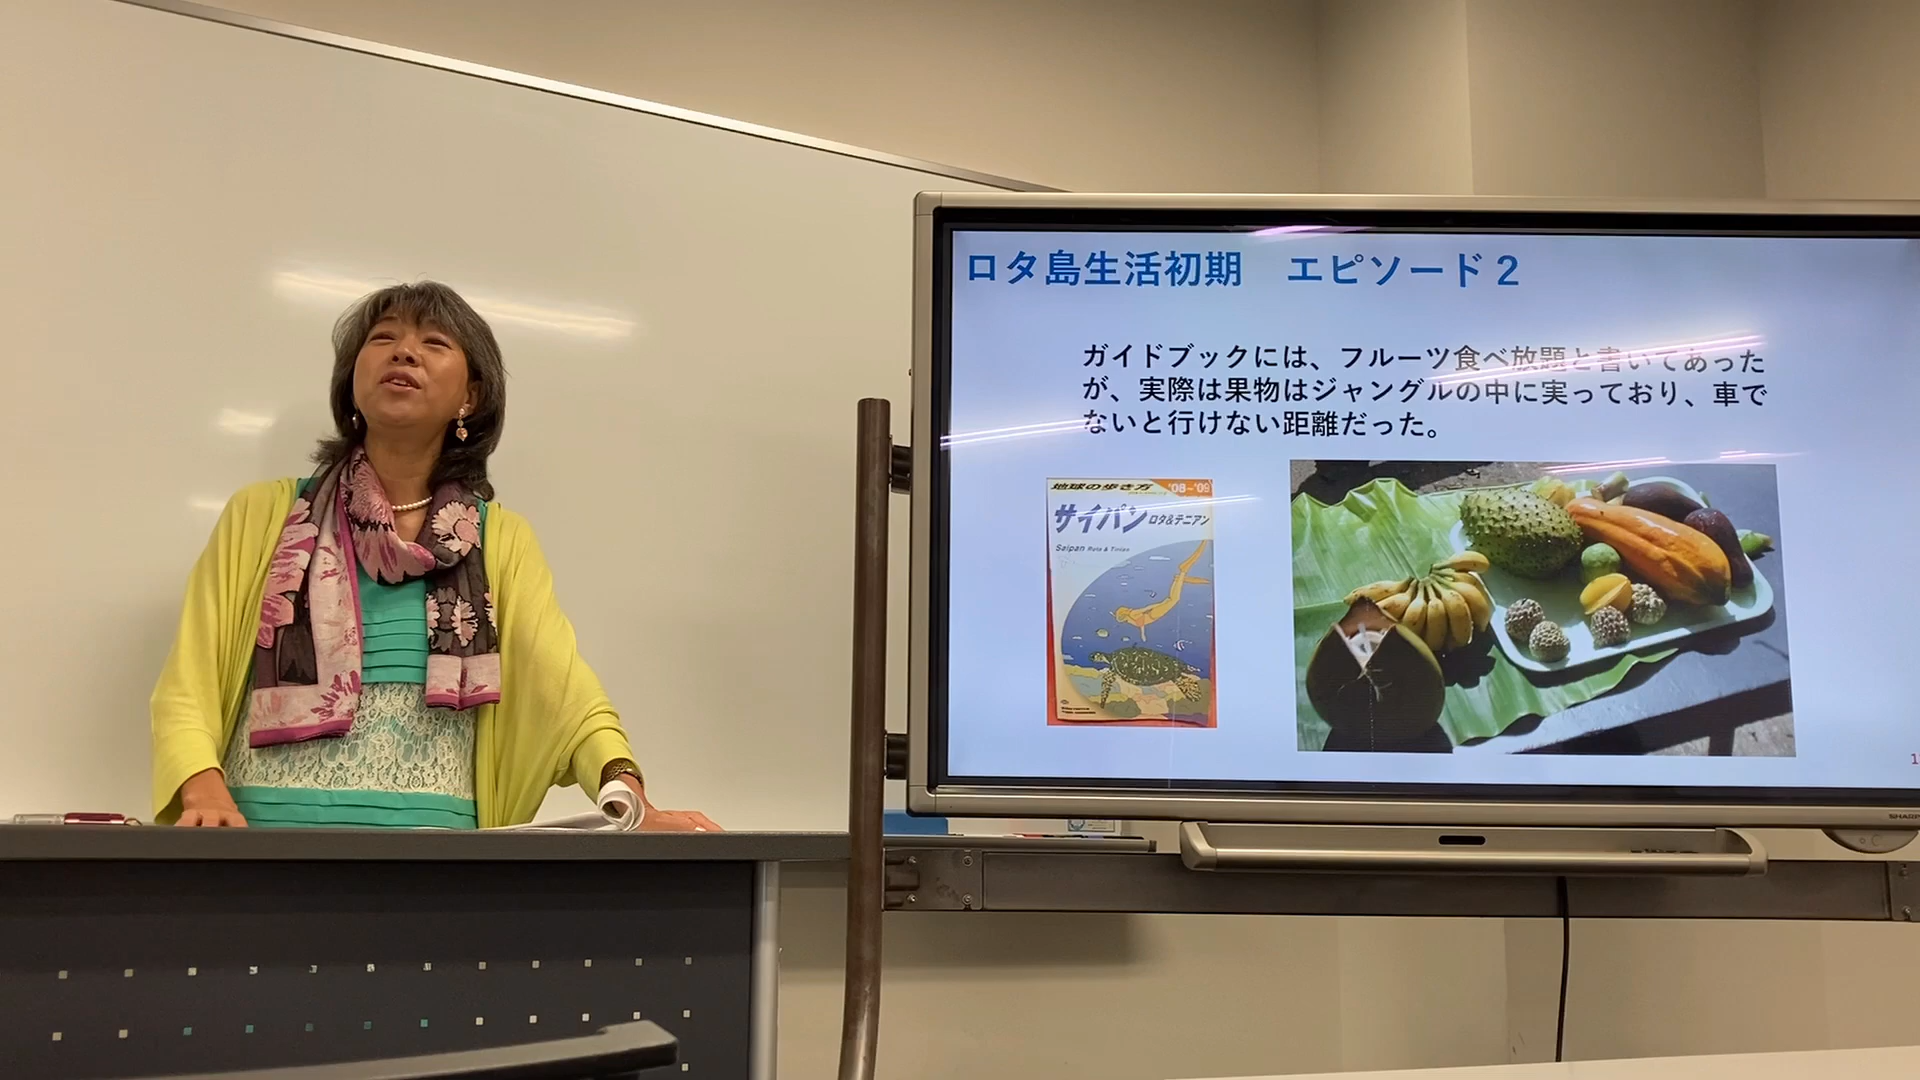 ロタ島生活初期　エピソード2
ガイドブックには、フルーツ食べ放題と書いてあった
が、実際は果物はジャングルの中に実っており、車で
ないと行けない距離だった。
地球の歩き方 '08~'09
サイパン ロタ&テニアン
Saipan Rota & Tinian
1
SHARP